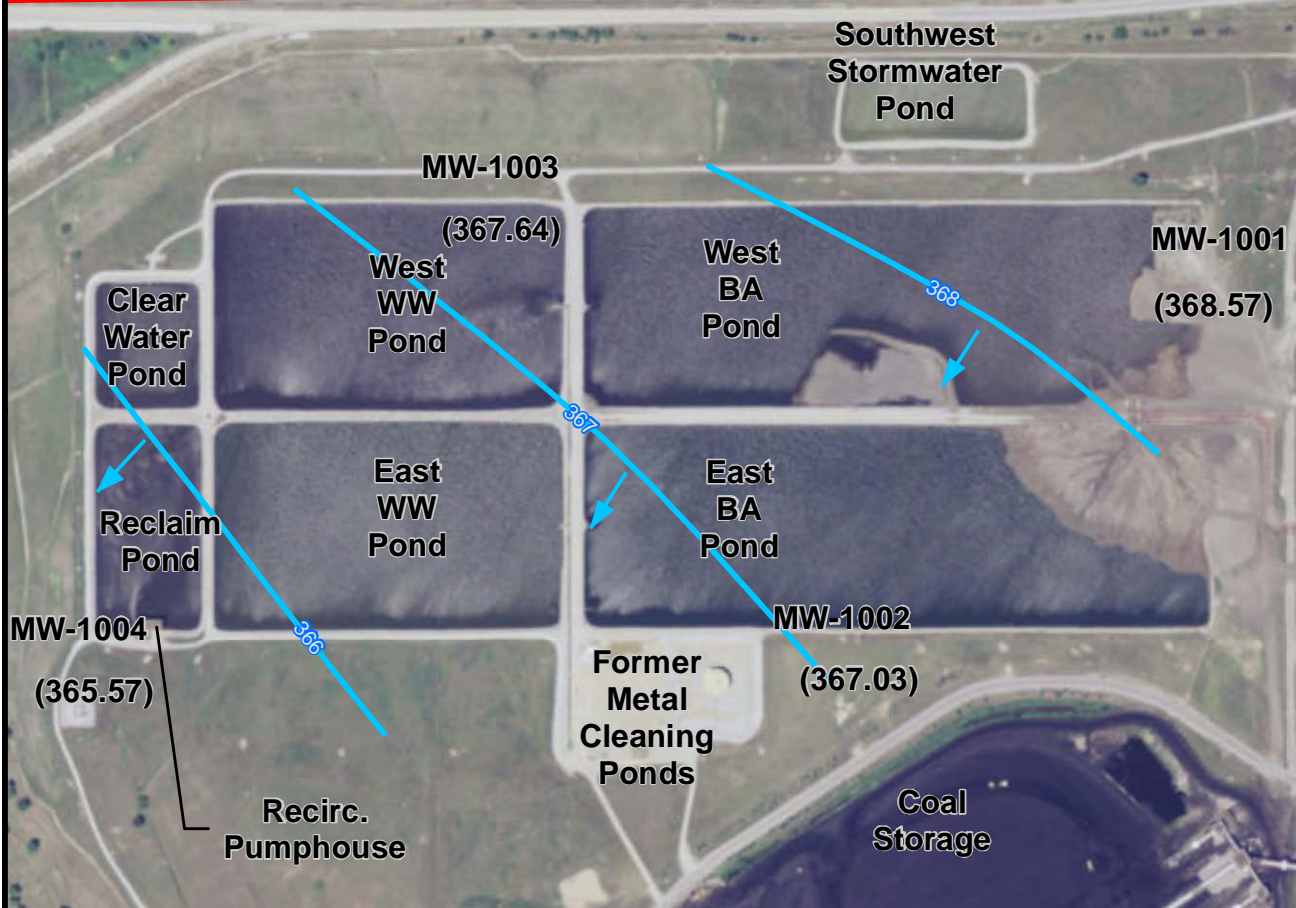 Southwest
Stormwater
Pond
MW-1003
(367.64)
MW-1001
(368.57)
West
WW
Pond
West
BA
Pond
368
Clear
Water
Pond
367
East
WW
Pond
East
BA
Pond
Reclaim
Pond
MW-1004
(365.57)
366
MW-1002
(367.03)
Former
Metal
Cleaning
Ponds
Recirc.
Pumphouse
Coal
Storage